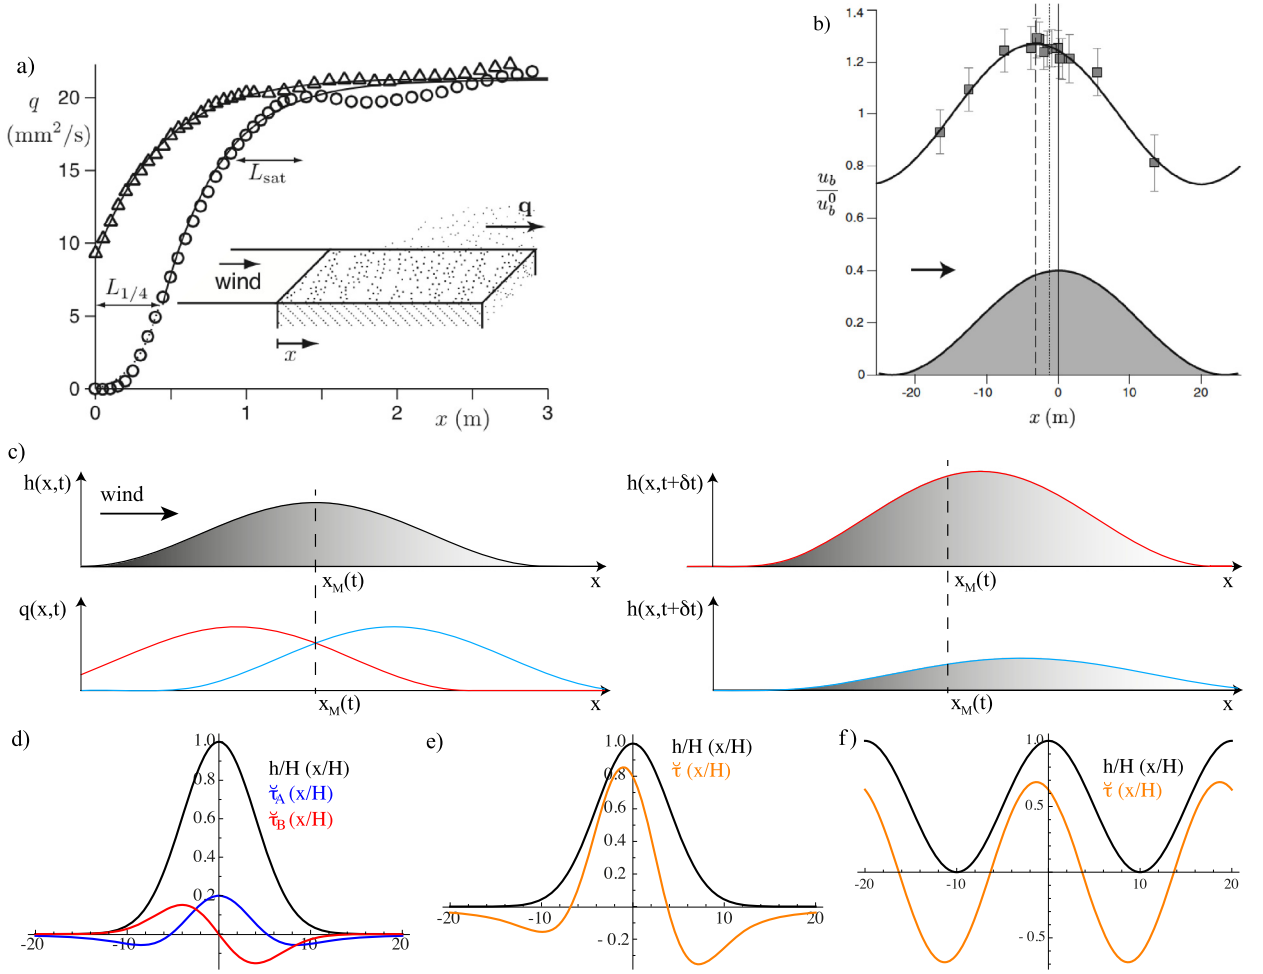 a)
q
(mm²/s)
20
15
10
5
0
L_sat
L_1/4
q
wind
x
0
1
2
3
x (m)
b)
1.4
1.2
1
0.8
0.6
0.4
0.2
0
u_b
u_b^0
-20
-10
0
10
20
x (m)
c)
h(x,t)
wind
x_M(t)
x
q(x,t)
x_M(t)
x
h(x,t+δt)
x_M(t)
x
h(x,t+δt)
x_M(t)
x
d)
1.0
0.8
0.6
0.4
0.2
h/H (x/H)
τ̆_A (x/H)
τ̆_B (x/H)
-20
-10
10
20
e)
1.0
0.8
0.6
0.4
0.2
-0.2
h/H (x/H)
τ̆ (x/H)
-20
-10
10
20
f)
1.0
0.5
-0.5
h/H (x/H)
τ̆ (x/H)
-20
-10
10
20